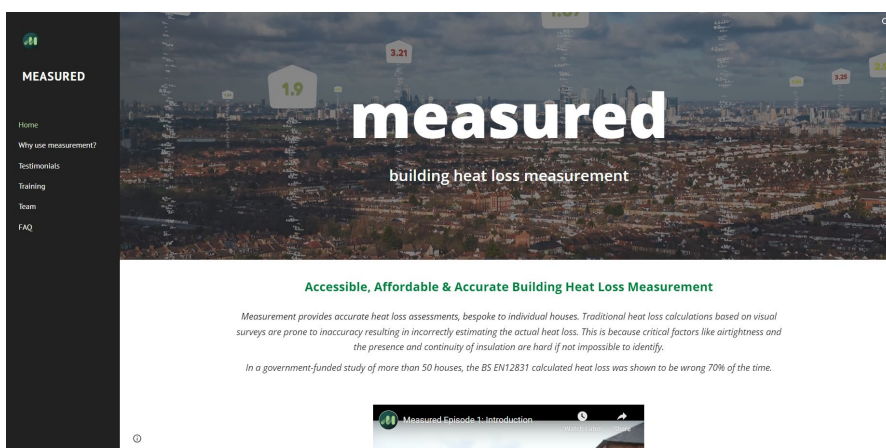 MEASURED
Home
Why use measurement?
Testimonials
Training
Team
FAQ
3.21
1.9
3.25
measured
building heat loss measurement
Accessible, Affordable & Accurate Building Heat Loss Measurement
Measurement provides accurate heat loss assessments, bespoke to individual houses. Traditional heat loss calculations based on visual
surveys are prone to inaccuracy resulting in incorrectly estimating the actual heat loss. This is because critical factors like airtightness and
the presence and continuity of insulation are hard if not impossible to identify.
In a government-funded study of more than 50 houses, the BS EN12831 calculated heat loss was shown to be wrong 70% of the time.
Measured Episode 1: Introduction
Watch Later
Share